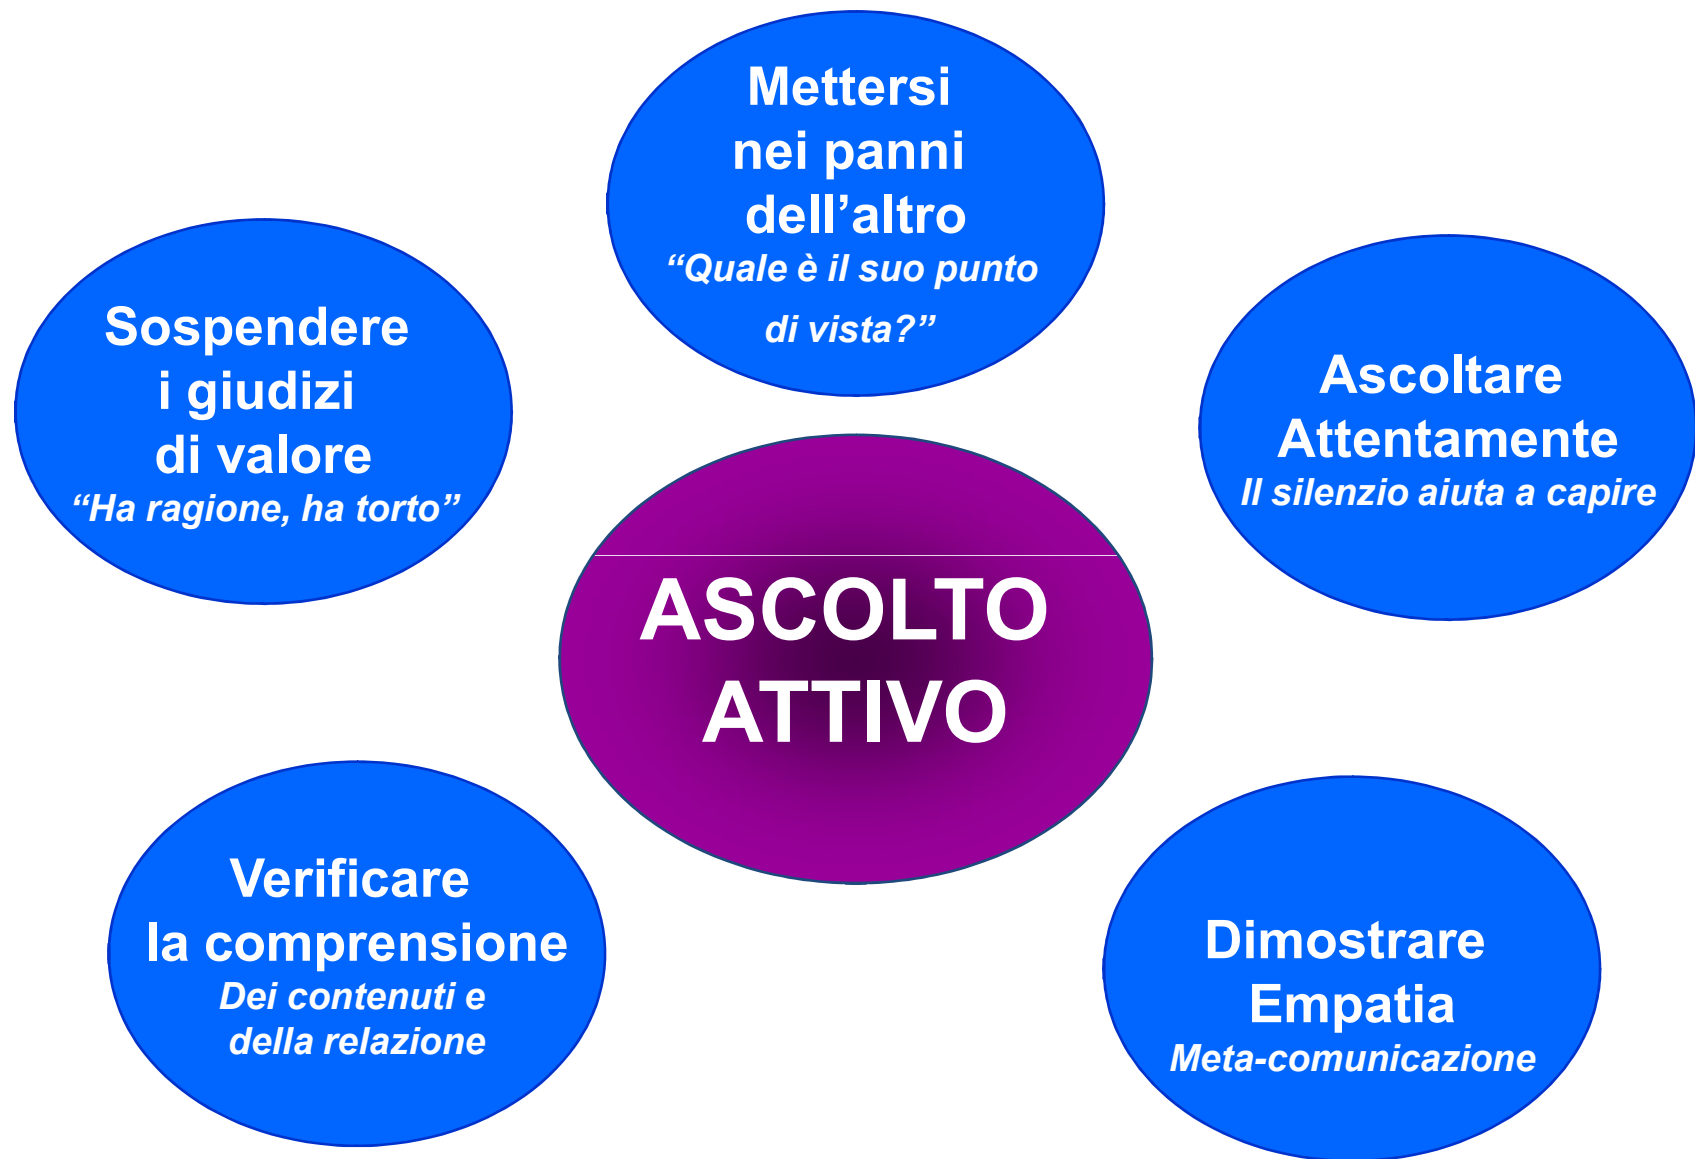 Mettersi
nei panni
dell’altro
“Quale è il suo punto
di vista?”
Sospendere
i giudizi
di valore
“Ha ragione, ha torto”
Ascoltare
Attentamente
Il silenzio aiuta a capire
ASCOLTO
ATTIVO
Verificare
la comprensione
Dei contenuti e
della relazione
Dimostrare
Empatia
Meta-comunicazione